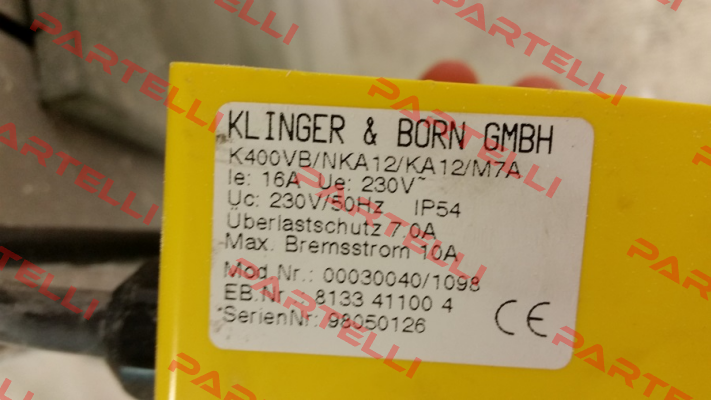 KLINGER & BORN GMBH
K400VB/NKA12/KA12/M7A
Ie: 16A Ue: 230V~
Uc: 230V/50Hz IP54
Überlastschutz 7.0A
Max. Bremsstrom 10A
Mod.Nr.: 00030040/1098
EB.Nr.: 8133 41100 4
SerienNr.: 98050126
CE
PARTELLI
PARTELLI
PARTELLI
PARTELLI
PARTELLI
PARTELLI
PARTELLI
PARTELLI